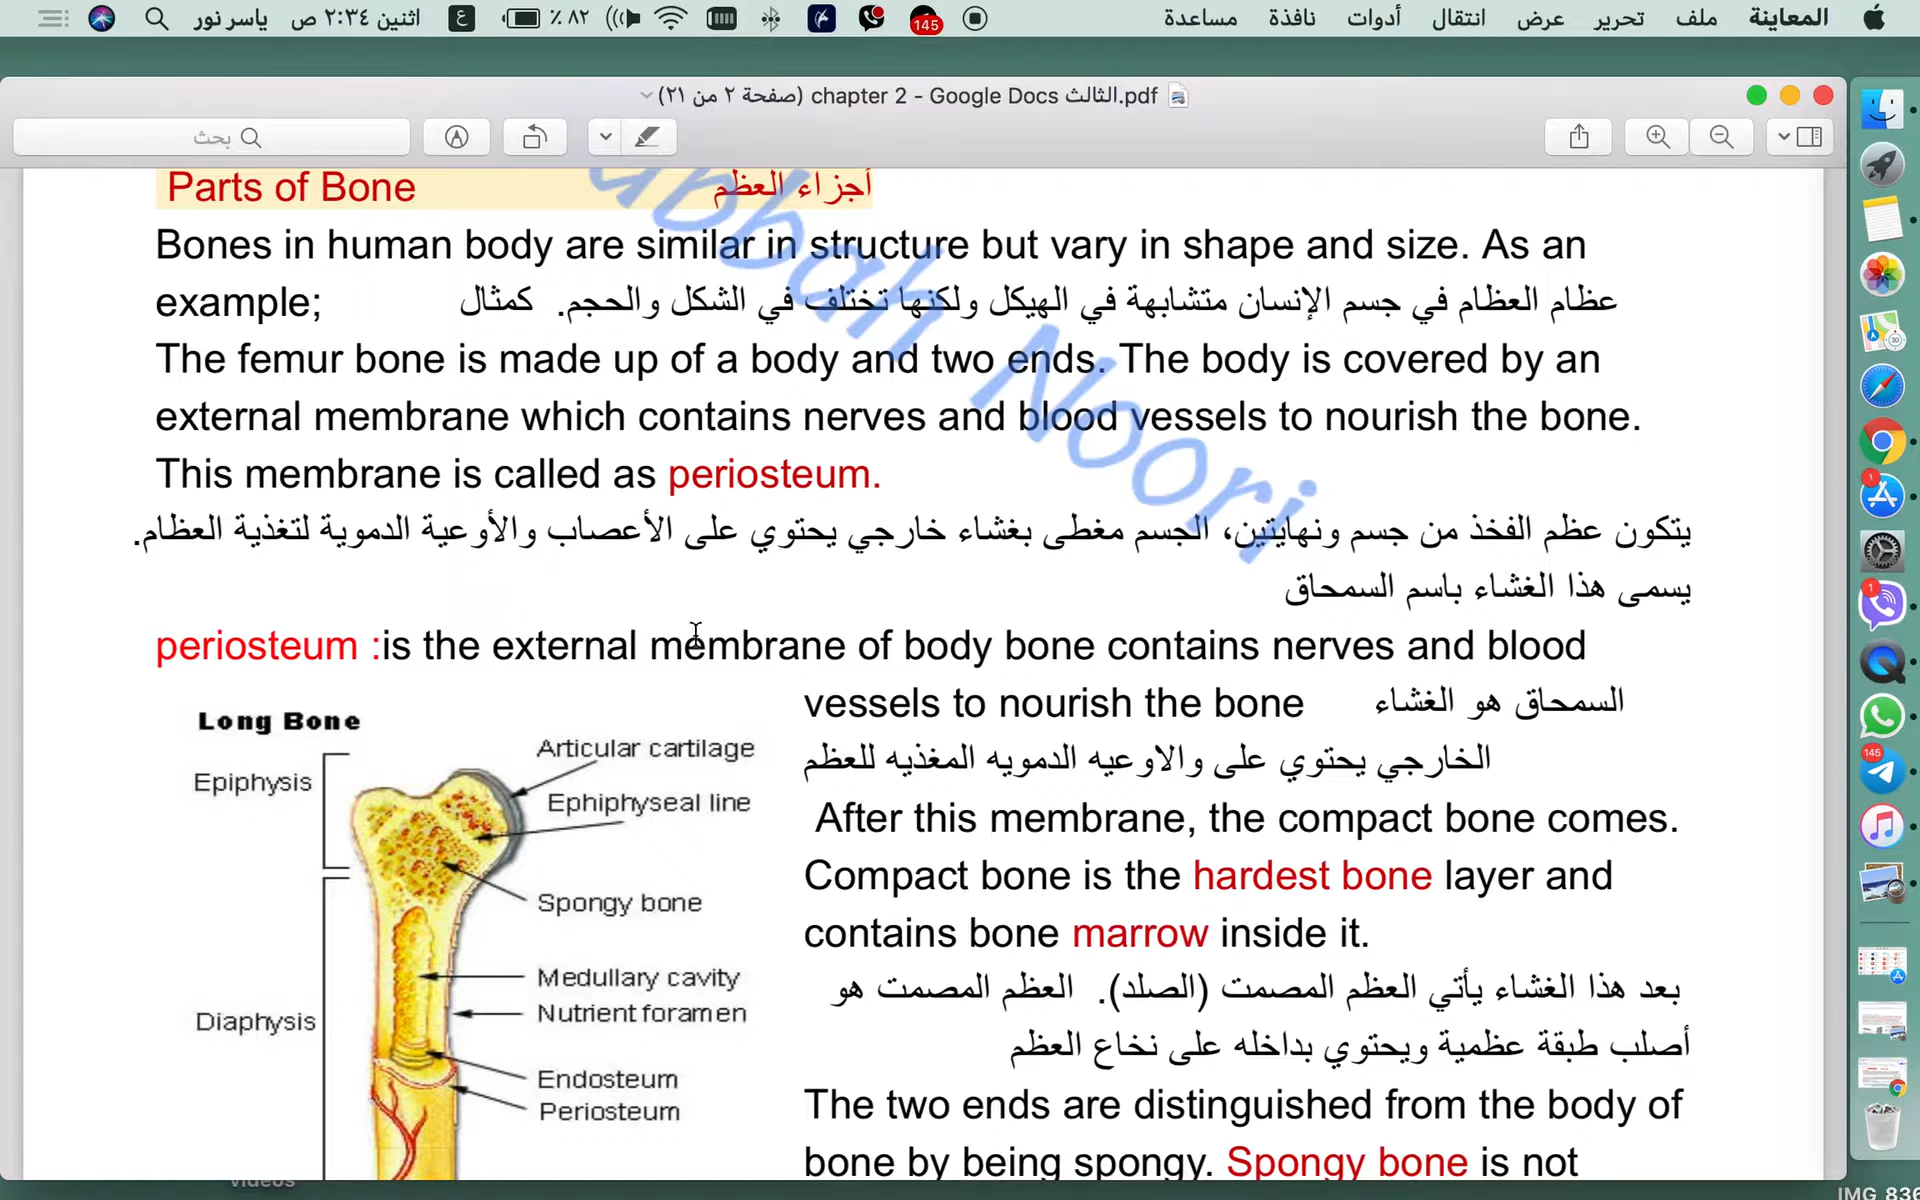 المعاينة ملف تحرير عرض انتقال أدوات نافذة مساعدة
145 ٨٢ ٪ ع اثنين ٢:٣٤ ص ياسر نور
chapter 2 - Google Docs الثالث.pdf (صفحة ٢ من ٢١)
بحث
Parts of Bone أجزاء العظم
Bones in human body are similar in structure but vary in shape and size. As an
example; عظام العظام في جسم الإنسان متشابهة في الهيكل ولكنها تختلف في الشكل والحجم. كمثال
The femur bone is made up of a body and two ends. The body is covered by an
external membrane which contains nerves and blood vessels to nourish the bone.
This membrane is called as periosteum.
يتكون عظم الفخذ من جسم ونهايتين، الجسم مغطى بغشاء خارجي يحتوي على الأعصاب والأوعية الدموية لتغذية العظام.
يسمى هذا الغشاء باسم السمحاق
periosteum :is the external membrane of body bone contains nerves and blood
vessels to nourish the bone السمحاق هو الغشاء
الخارجي يحتوي على والاوعيه الدمويه المغذيه للعظم
After this membrane, the compact bone comes.
Compact bone is the hardest bone layer and
contains bone marrow inside it.
بعد هذا الغشاء يأتي العظم المصمت (الصلد). العظم المصمت هو
أصلب طبقة عظمية ويحتوي بداخله على نخاع العظم
The two ends are distinguished from the body of
bone by being spongy. Spongy bone is not
Long Bone
Epiphysis
Articular cartilage
Ephiphyseal line
Spongy bone
Medullary cavity
Nutrient foramen
Diaphysis
Endosteum
Periosteum
Noori
1
1
145
videos